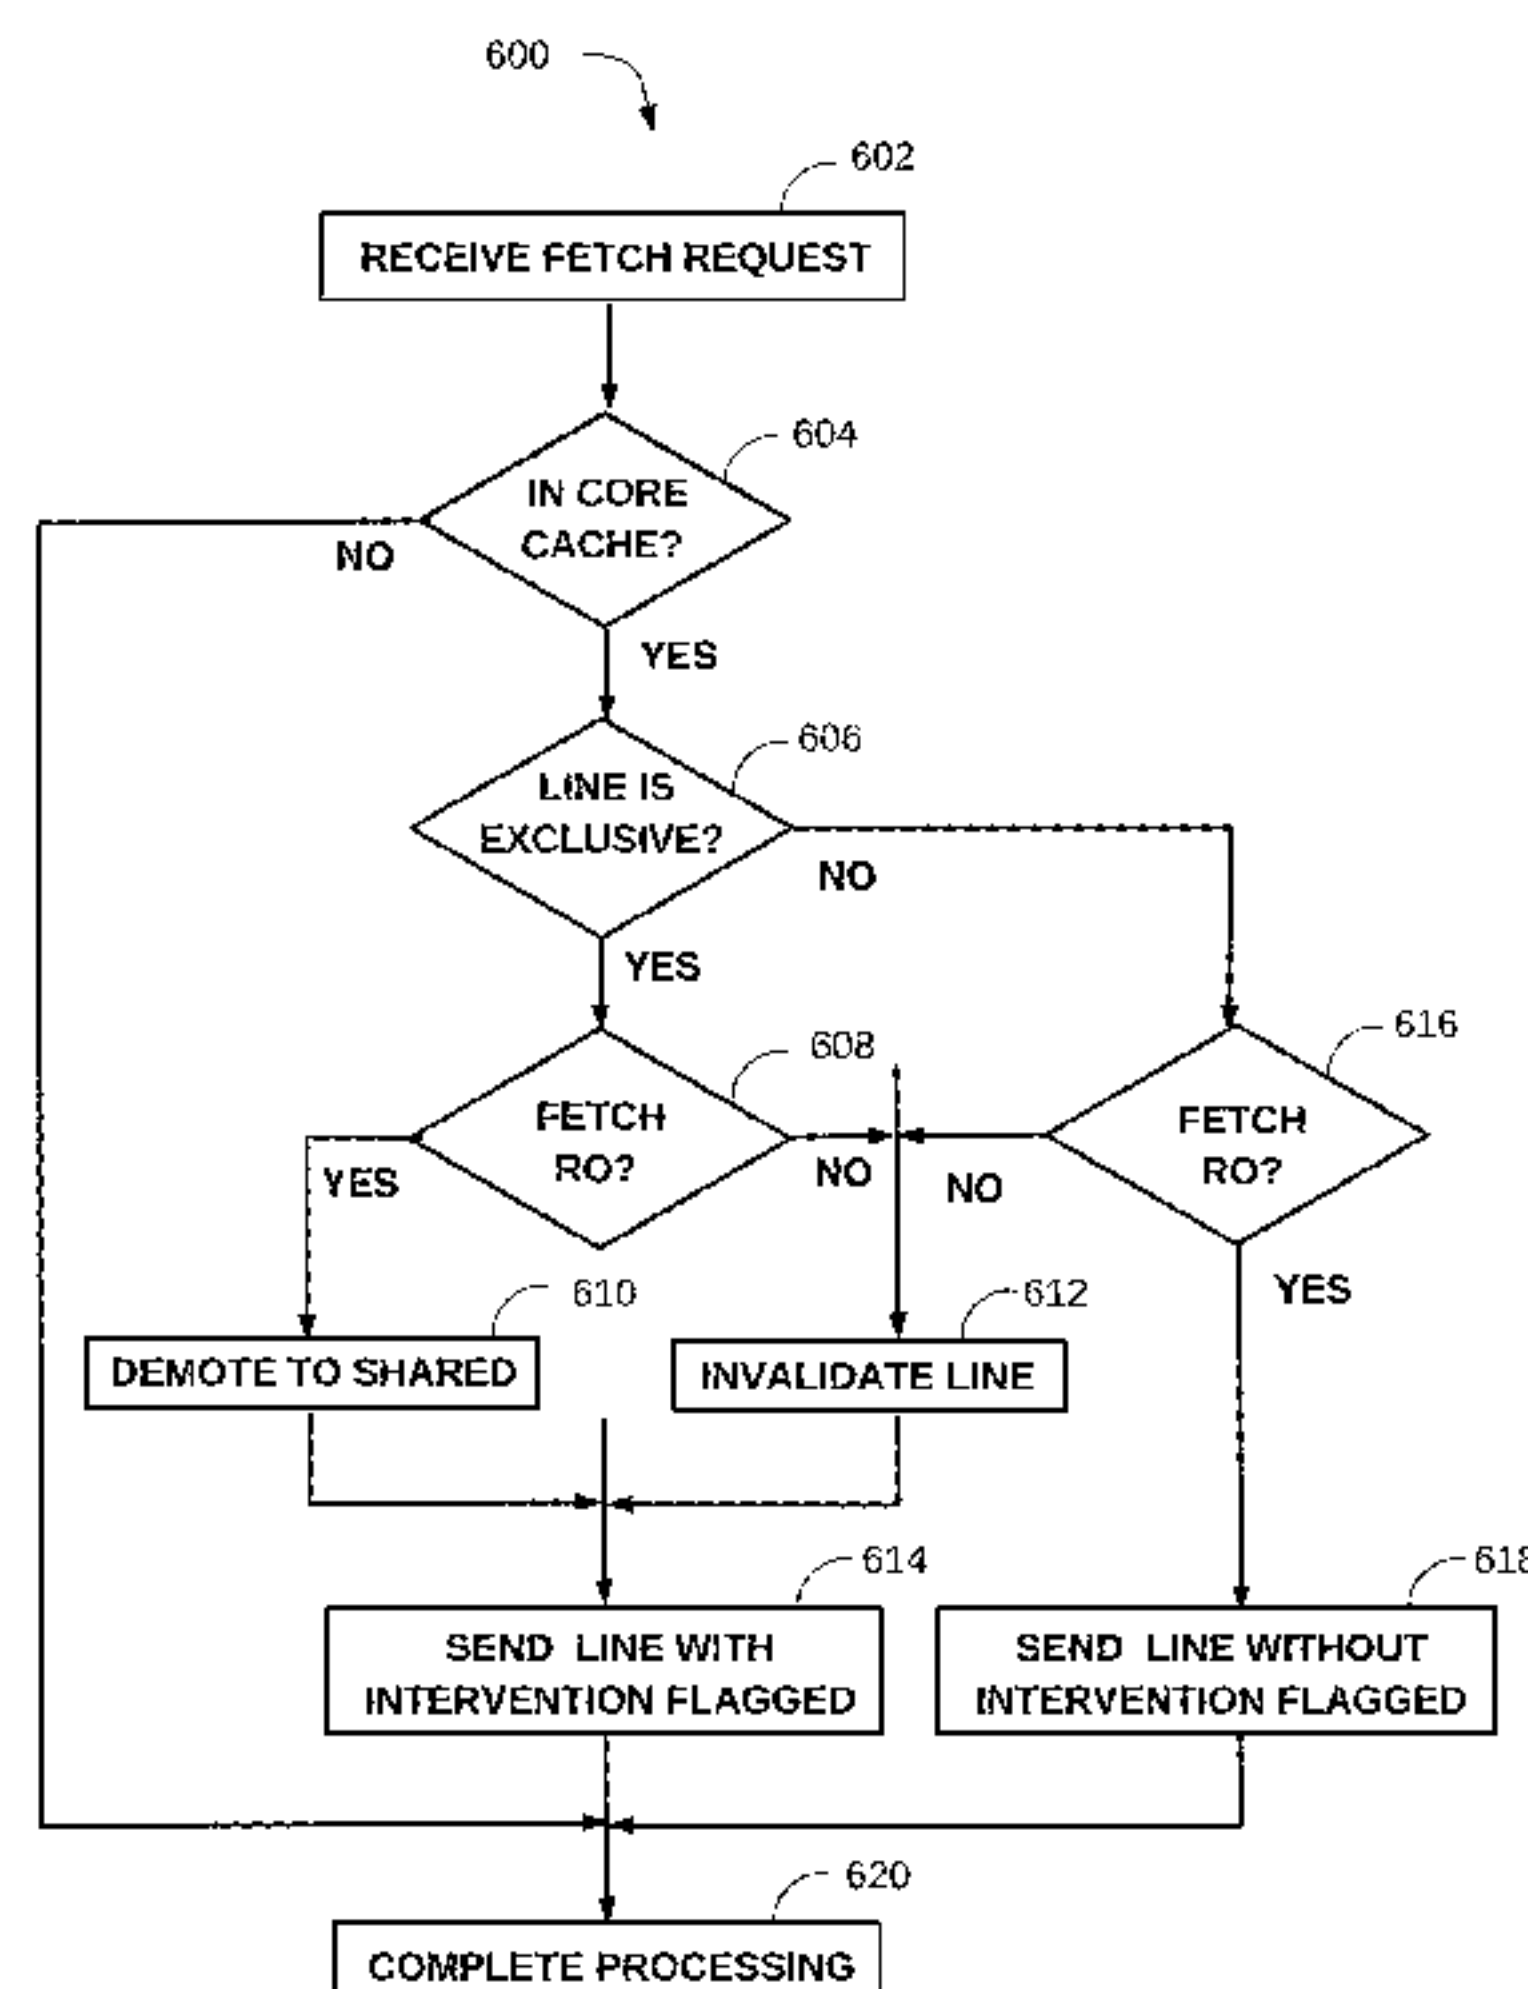 600
602
RECEIVE FETCH REQUEST
604
IN CORE
CACHE?
NO
YES
606
LINE IS
EXCLUSIVE?
NO
YES
608
616
FETCH
RO?
FETCH
RO?
YES
NO
NO
YES
610
612
DEMOTE TO SHARED
INVALIDATE LINE
614
618
SEND LINE WITH
INTERVENTION FLAGGED
SEND LINE WITHOUT
INTERVENTION FLAGGED
620
COMPLETE PROCESSING